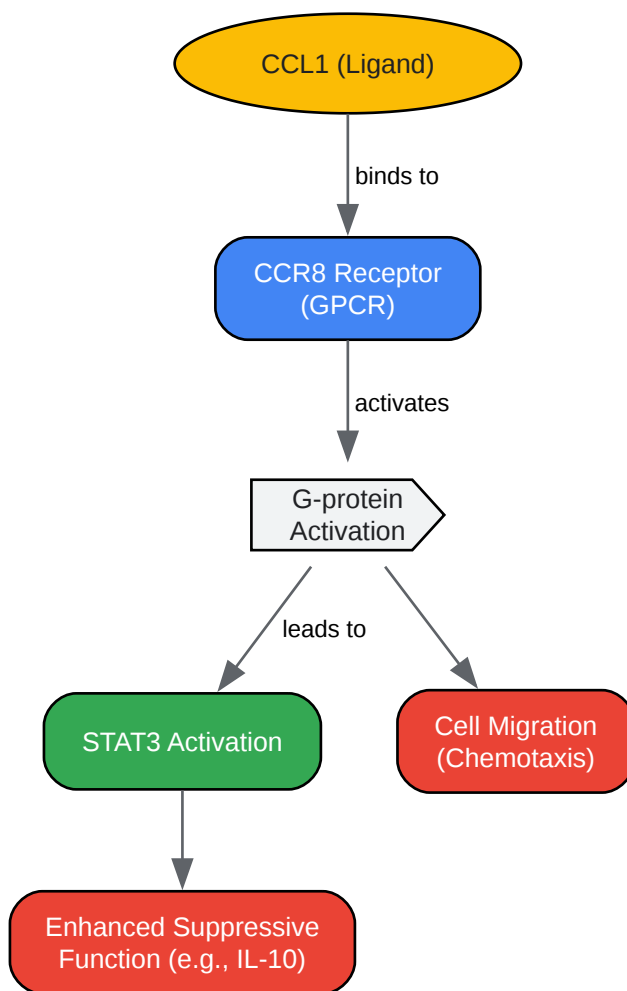 CCL1 (Ligand)
binds to
CCR8 Receptor
(GPCR)
activates
G-protein
Activation
leads to
STAT3 Activation
Cell Migration
(Chemotaxis)
Enhanced Suppressive
Function (e.g., IL-10)